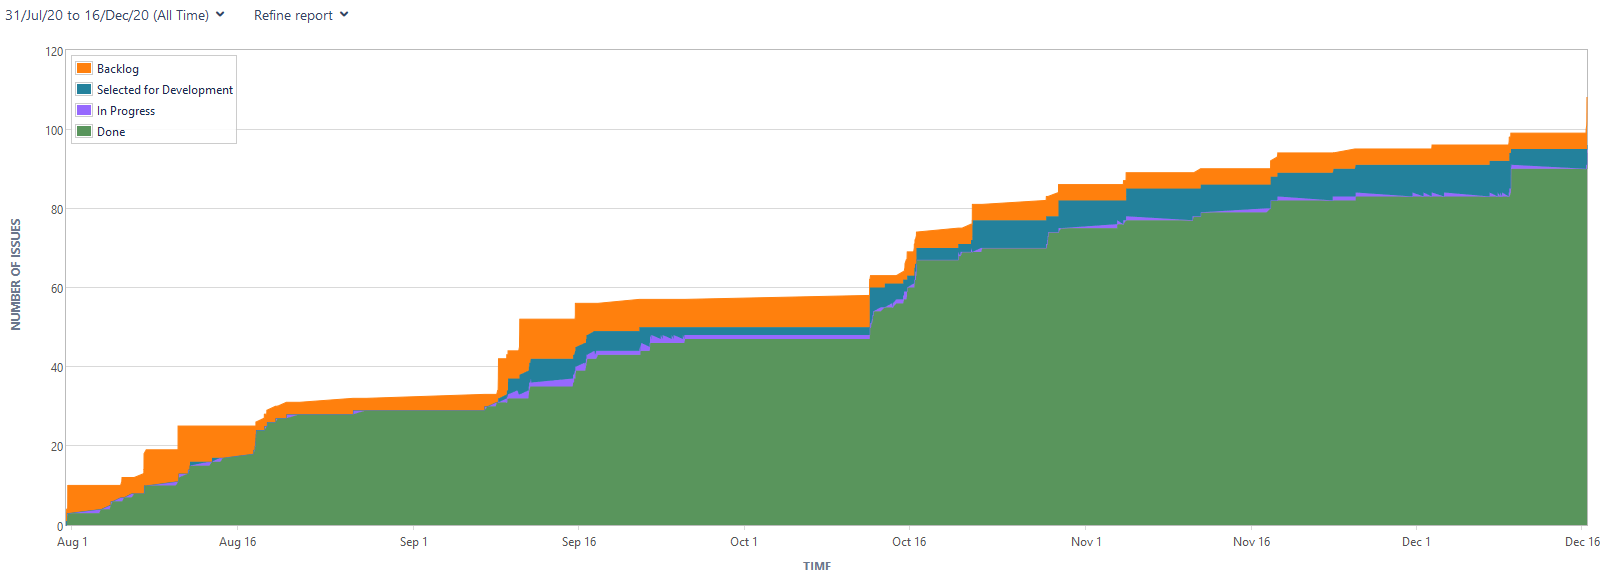 31/Jul/20 to 16/Dec/20 (All Time) Refine report
120
100
80
60
40
20
0
NUMBER OF ISSUES
Backlog
Selected for Development
In Progress
Done
Aug 1 Aug 16 Sep 1 Sep 16 Oct 1 Oct 16 Nov 1 Nov 16 Dec 1 Dec 16
TIME